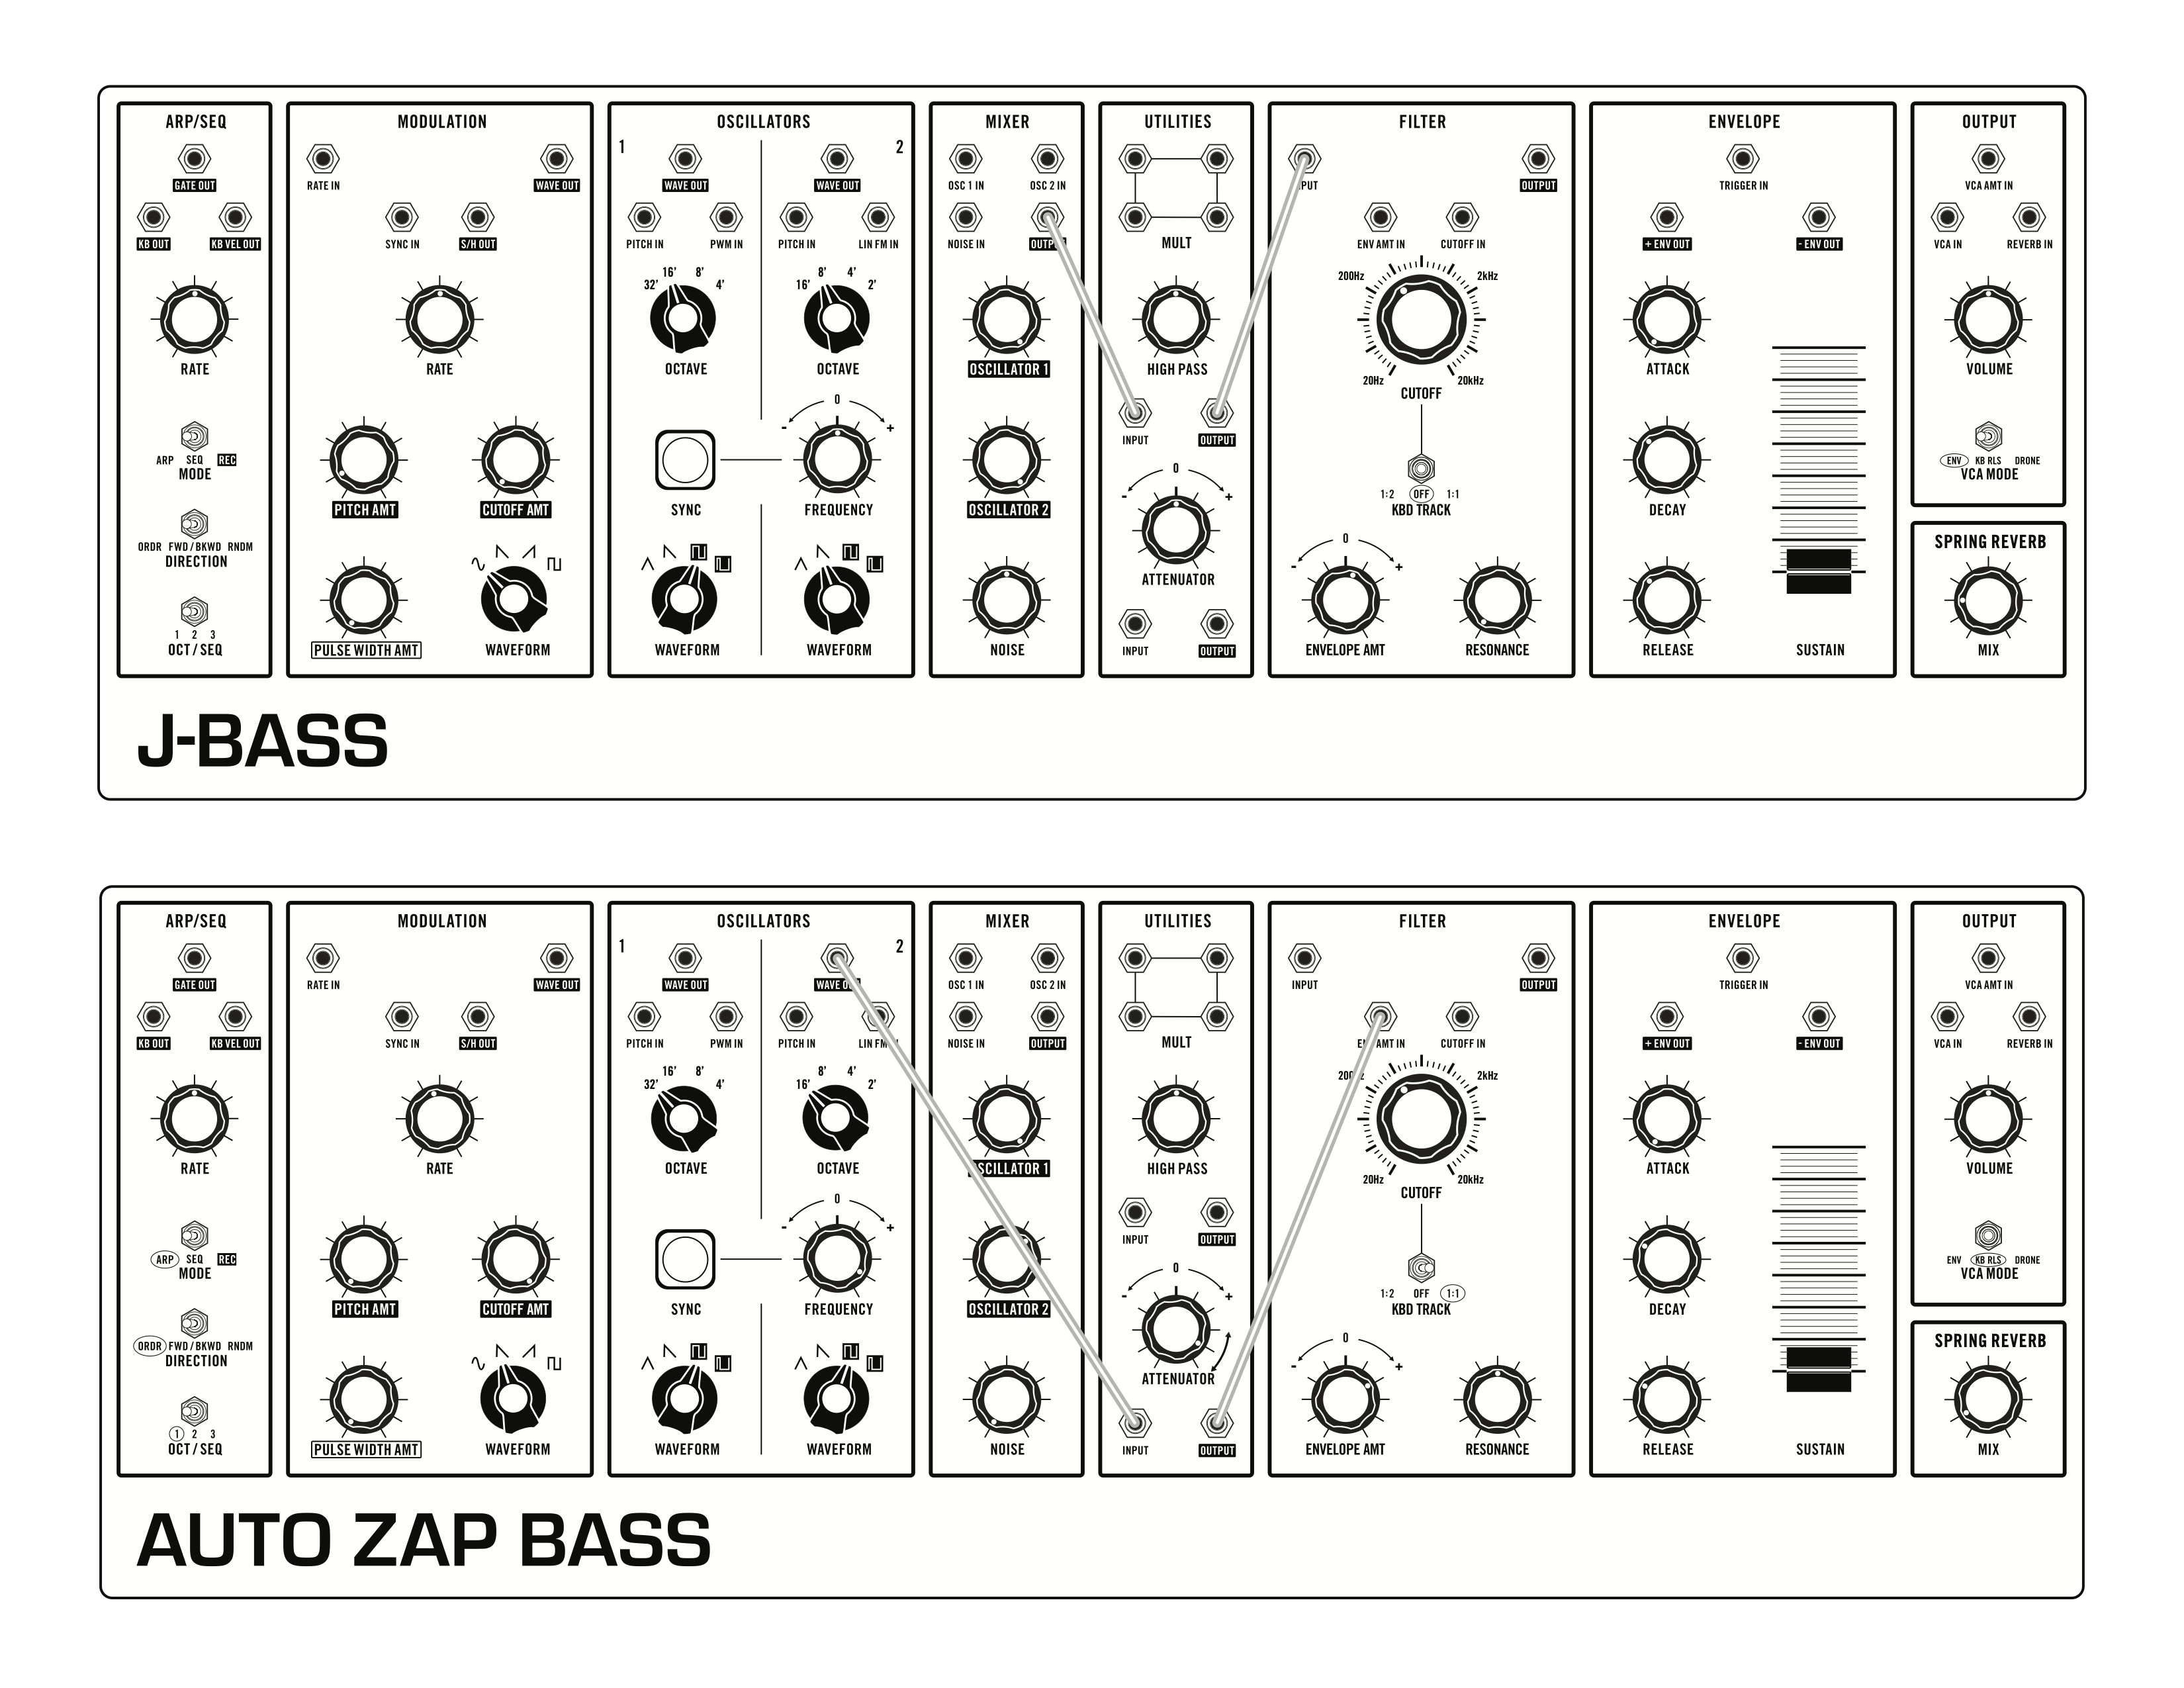 ARP/SEQ MODULATION OSCILLATORS MIXER UTILITIES FILTER ENVELOPE OUTPUT
1 2
GATE OUT RATE IN WAVE OUT WAVE OUT WAVE OUT OSC 1 IN OSC 2 IN PUT OUTPUT TRIGGER IN VCA AMT IN
KB OUT KB VEL OUT SYNC IN S/H OUT PITCH IN PWM IN PITCH IN LIN FM IN NOISE IN OUTPUT MULT ENV AMT IN CUTOFF IN + ENV OUT - ENV OUT VCA IN REVERB IN
32' 16' 8' 4' 16' 8' 4' 2' 200Hz 2kHz
RATE RATE OCTAVE OCTAVE OSCILLATOR 1 HIGH PASS 20Hz 20kHz ATTACK VOLUME
CUTOFF
- 0 +
INPUT OUTPUT
ARP SEQ REC ENV KB RLS DRONE
MODE VCA MODE
- 0 +
1:2 OFF 1:1
PITCH AMT CUTOFF AMT SYNC FREQUENCY OSCILLATOR 2 KBD TRACK DECAY
ORDR FWD/BKWD RNDM
DIRECTION - 0 + SPRING REVERB
ATTENUATOR
1 2 3
OCT/SEQ PULSE WIDTH AMT WAVEFORM WAVEFORM WAVEFORM NOISE INPUT OUTPUT ENVELOPE AMT RESONANCE RELEASE SUSTAIN MIX
J-BASS
ARP/SEQ MODULATION OSCILLATORS MIXER UTILITIES FILTER ENVELOPE OUTPUT
1 2
GATE OUT RATE IN WAVE OUT WAVE OUT WAVE OUT OSC 1 IN OSC 2 IN INPUT OUTPUT TRIGGER IN VCA AMT IN
KB OUT KB VEL OUT SYNC IN S/H OUT PITCH IN PWM IN PITCH IN LIN FM IN NOISE IN OUTPUT MULT ENV AMT IN CUTOFF IN + ENV OUT - ENV OUT VCA IN REVERB IN
32' 16' 8' 4' 16' 8' 4' 2' 200Hz 2kHz
RATE RATE OCTAVE OCTAVE OSCILLATOR 1 HIGH PASS 20Hz 20kHz ATTACK VOLUME
CUTOFF
- 0 +
INPUT OUTPUT
ARP SEQ REC ENV KB RLS DRONE
MODE VCA MODE
- 0 +
1:2 OFF 1:1
PITCH AMT CUTOFF AMT SYNC FREQUENCY OSCILLATOR 2 KBD TRACK DECAY
ORDR FWD/BKWD RNDM
DIRECTION - 0 + SPRING REVERB
ATTENUATOR
1 2 3
OCT/SEQ PULSE WIDTH AMT WAVEFORM WAVEFORM WAVEFORM NOISE INPUT OUTPUT ENVELOPE AMT RESONANCE RELEASE SUSTAIN MIX
AUTO ZAP BASS